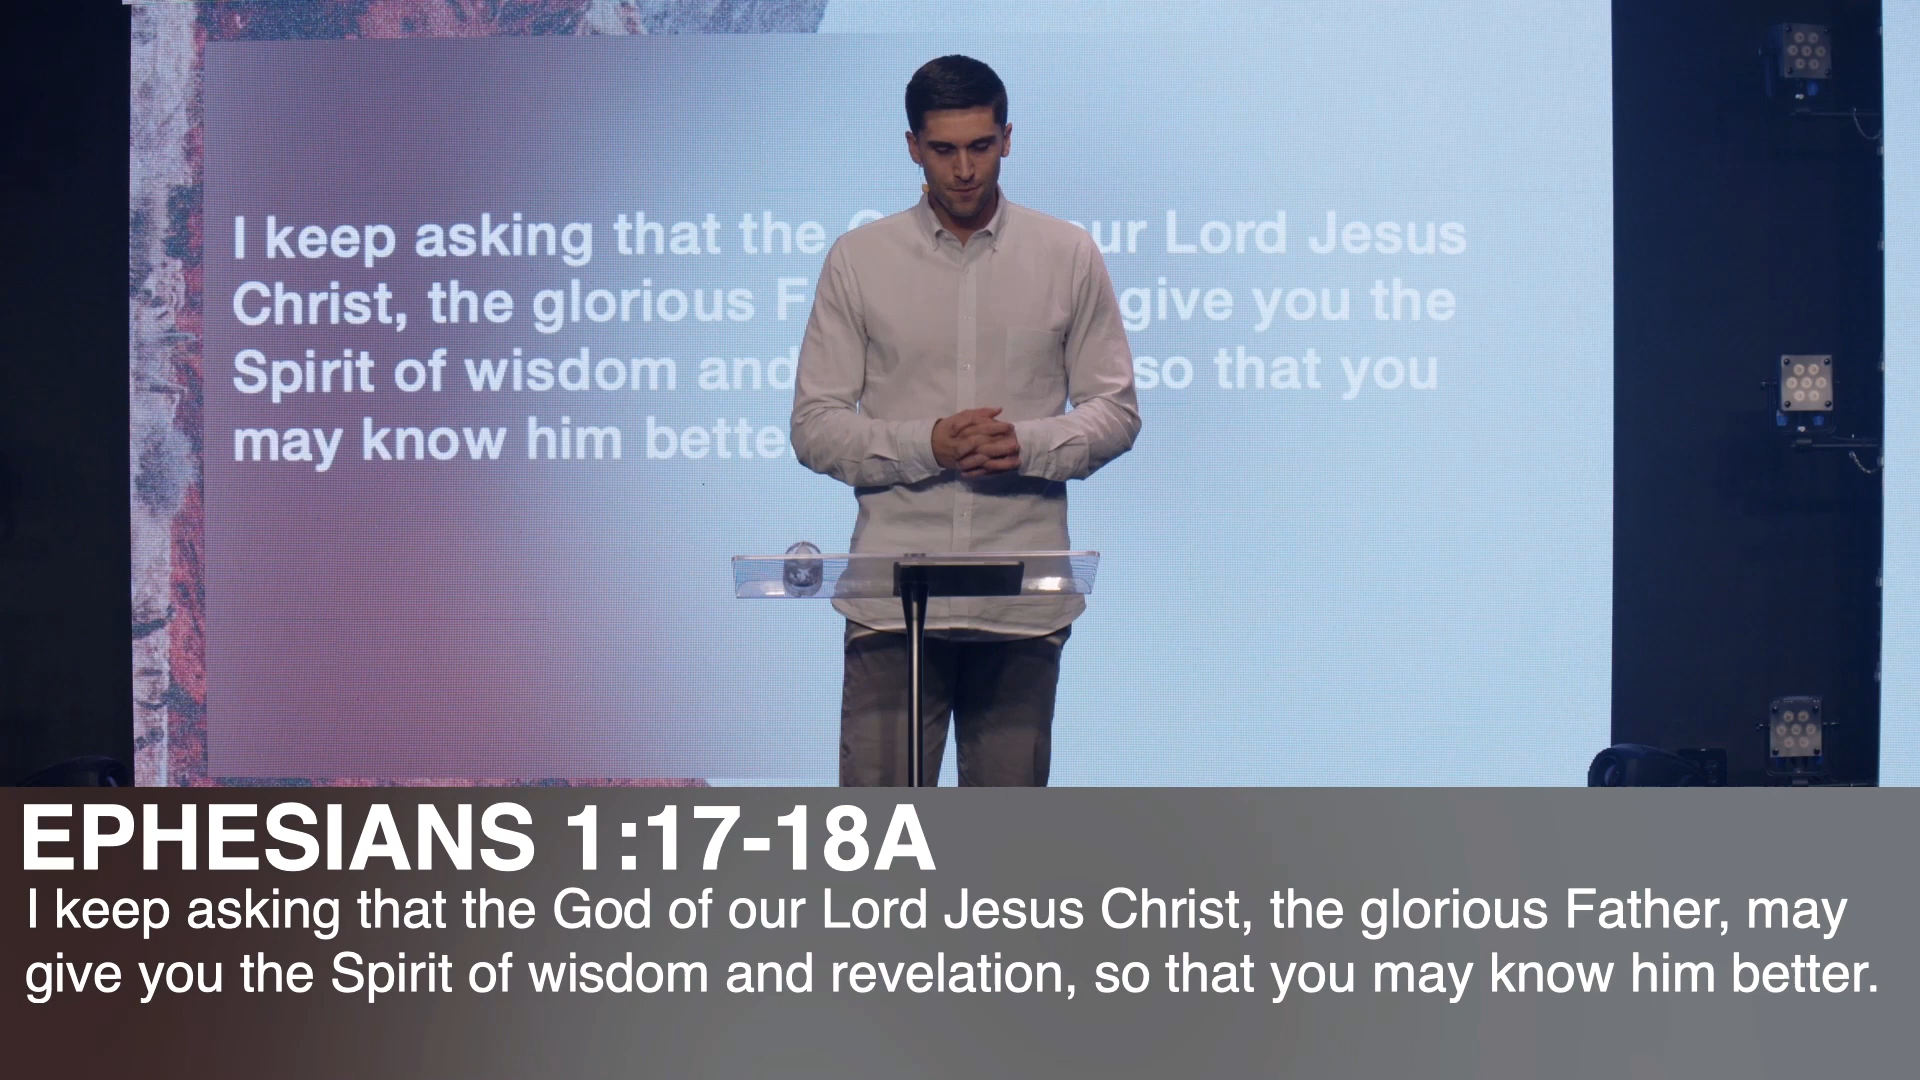 I keep asking that the our Lord Jesus
Christ, the glorious give you the
Spirit of wisdom and so that you
may know him
EPHESIANS 1:17-18A
I keep asking that the God of our Lord Jesus Christ, the glorious Father, may
give you the Spirit of wisdom and revelation, so that you may know him better.